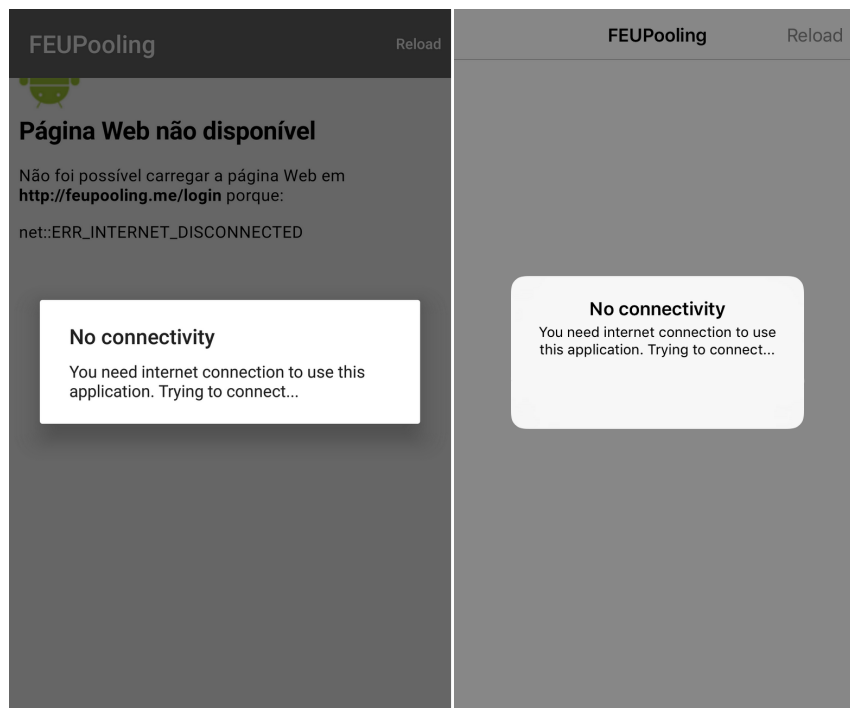 FEUPooling
Reload
Página Web não disponível
Não foi possível carregar a página Web em
http://feupooling.me/login porque:
net::ERR_INTERNET_DISCONNECTED
No connectivity
You need internet connection to use this
application. Trying to connect...
FEUPooling
Reload
No connectivity
You need internet connection to use
this application. Trying to connect...